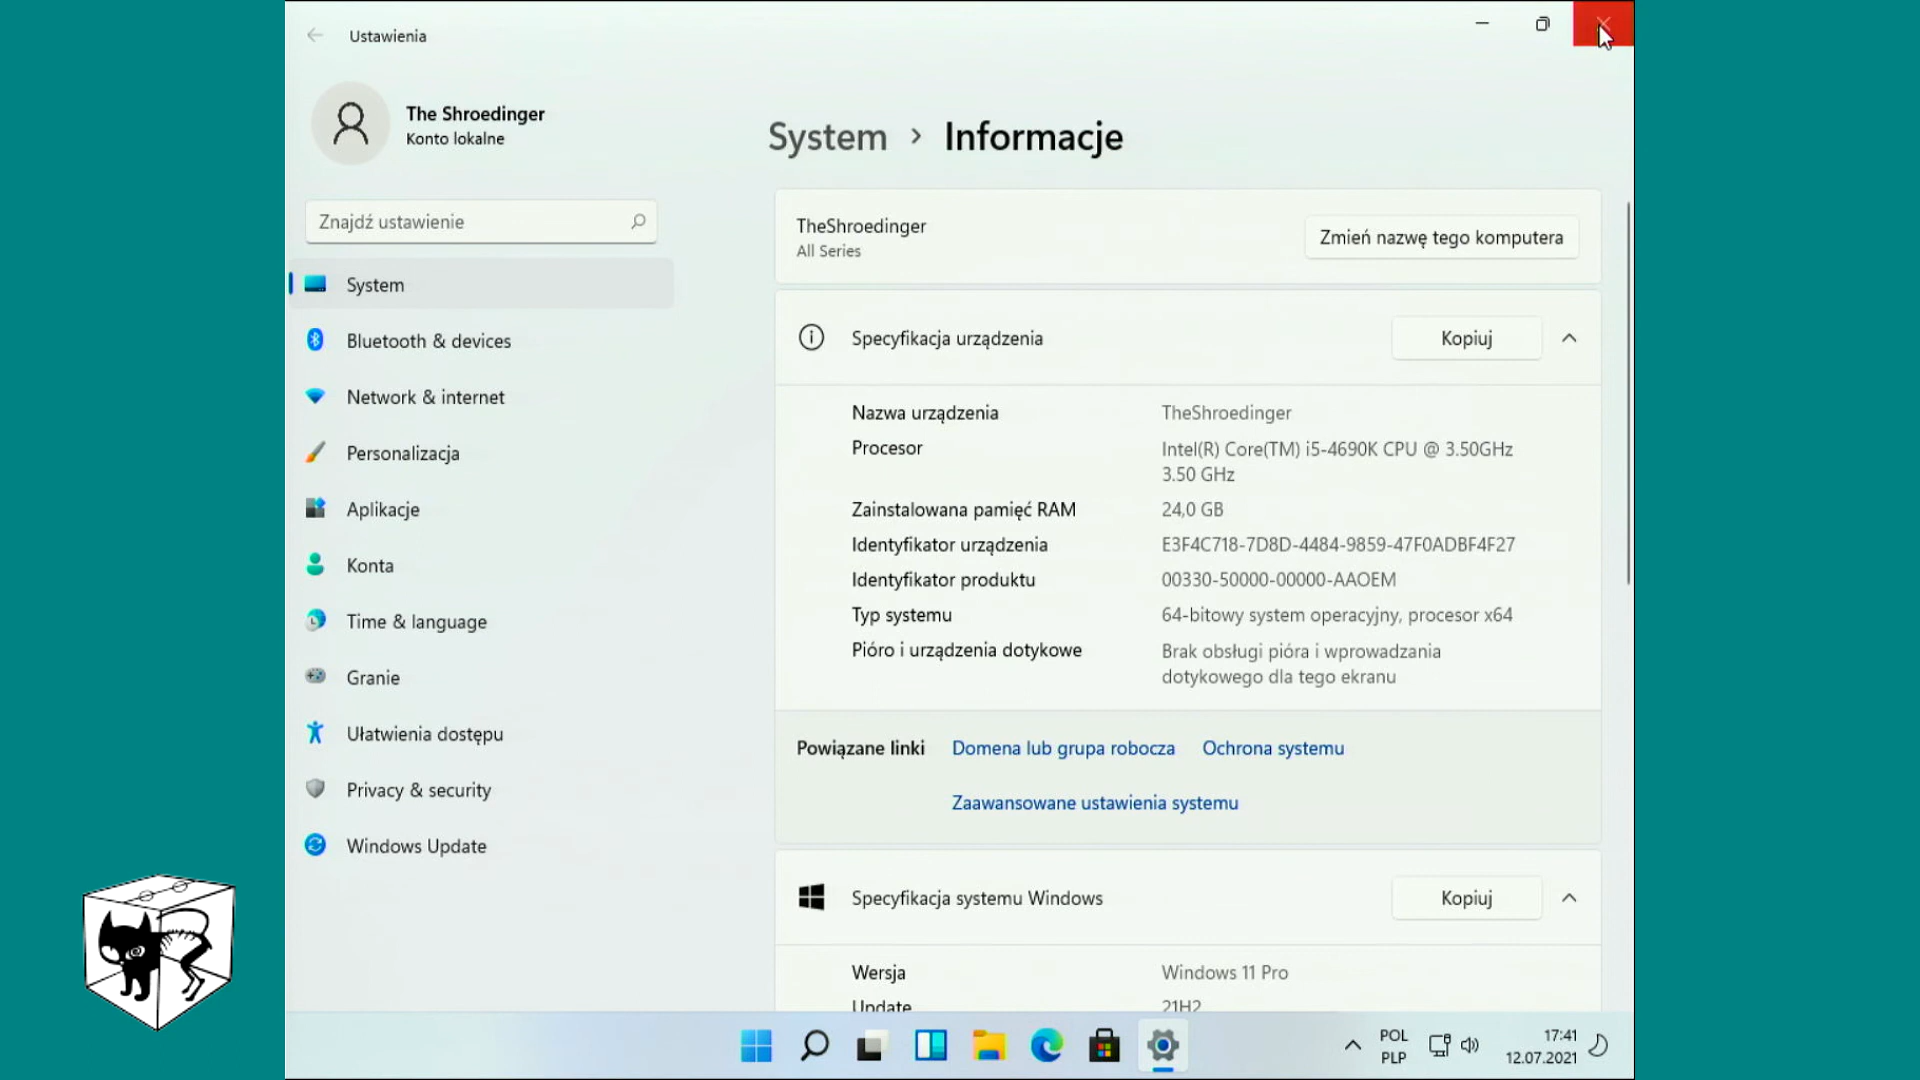 Ustawienia
The Shroedinger
Konto lokalne
Znajdź ustawienie
System
Bluetooth & devices
Network & internet
Personalizacja
Aplikacje
Konta
Time & language
Granie
Ułatwienia dostępu
Privacy & security
Windows Update
System › Informacje
TheShroedinger
All Series
Zmień nazwę tego komputera
Specyfikacja urządzenia
Kopiuj
Nazwa urządzenia TheShroedinger
Procesor Intel(R) Core(TM) i5-4690K CPU @ 3.50GHz
3.50 GHz
Zainstalowana pamięć RAM 24,0 GB
Identyfikator urządzenia E3F4C718-7D8D-4484-9859-47F0ADBF4F27
Identyfikator produktu 00330-50000-00000-AAOEM
Typ systemu 64-bitowy system operacyjny, procesor x64
Pióro i urządzenia dotykowe Brak obsługi pióra i wprowadzania
dotykowego dla tego ekranu
Powiązane linki Domena lub grupa robocza Ochrona systemu
Zaawansowane ustawienia systemu
Specyfikacja systemu Windows
Kopiuj
Wersja Windows 11 Pro
Update 21H2
POL
PLP
17:41
12.07.2021